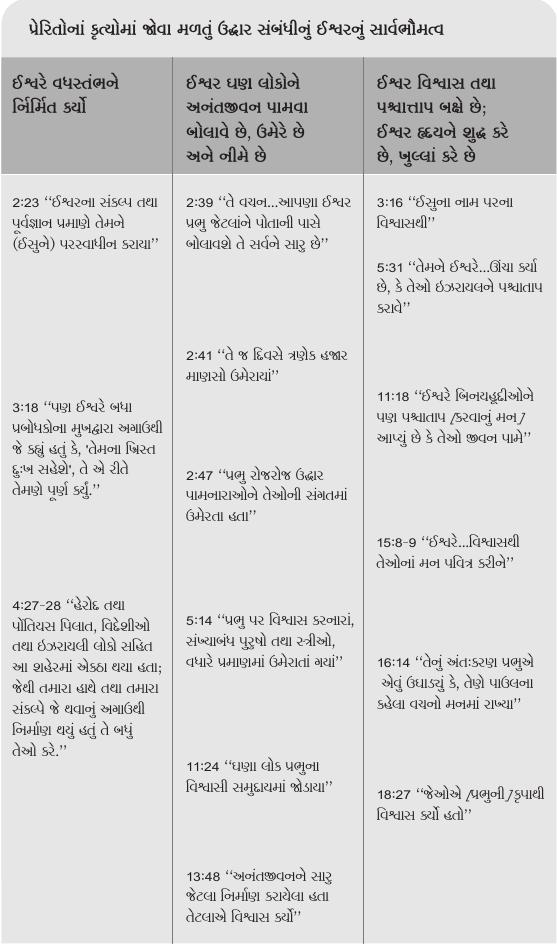 પ્રેરિતોનાં કૃત્યોમાં જોવા મળતું ઉદ્ધાર સંબંધીનું ઈશ્વરનું સાર્વભૌમત્વ
ઈશ્વરે વધસ્તંભને
નિર્મિત કર્યો
2:23 “ઈશ્વરના સંકલ્પ તથા
પૂર્વજ્ઞાન પ્રમાણે તેમને
(ઈસુને) પરસ્વાધીન કરાયા”
3:18 “પણ ઈશ્વરે બધા
પ્રબોધકોના મુખદ્વારા અગાઉથી
જે કહ્યું હતું કે, 'તેમના ખ્રિસ્ત
દુઃખ સહેશે', તે એ રીતે
તેમણે પૂર્ણ કર્યું.”
4:27-28 “હેરોદ તથા
પોંતિયસ પિલાત, વિદેશીઓ
તથા ઇઝરાયલી લોકો સહિત
આ શહેરમાં એકઠા થયા હતા;
જેથી તમારા હાથે તથા તમારા
સંકલ્પે જે થવાનું અગાઉથી
નિર્માણ થયું હતું તે બધું
તેઓ કરે.”
ઈશ્વર ઘણ લોકોને
અનંતજીવન પામવા
બોલાવે છે, ઉમેરે છે
અને નીમે છે
2:39 “તે વચન...આપણા ઈશ્વર
પ્રભુ જેટલાંને પોતાની પાસે
બોલાવશે તે સર્વને સારુ છે”
2:41 “તે જ દિવસે ત્રણેક હજાર
માણસો ઉમેરાયાં”
2:47 “પ્રભુ રોજરોજ ઉદ્ધાર
પામનારાઓને તેઓની સંગતમાં
ઉમેરતા હતા”
5:14 “પ્રભુ પર વિશ્વાસ કરનારાં,
સંખ્યાબંધ પુરુષો તથા સ્ત્રીઓ,
વધારે પ્રમાણમાં ઉમેરાતાં ગયાં”
11:24 “ઘણા લોક પ્રભુના
વિશ્વાસી સમુદાયમાં જોડાયા”
13:48 “અનંતજીવનને સારુ
જેટલા નિર્માણ કરાયેલા હતા
તેટલાએ વિશ્વાસ કર્યો”
ઈશ્વર વિશ્વાસ તથા
પશ્ચાત્તાપ બક્ષે છે;
ઈશ્વર હૃદયને શુદ્ધ કરે
છે, ખુલ્લાં કરે છે
3:16 “ઈસુના નામ પરના
વિશ્વાસથી”
5:31 “તેમને ઈશ્વરે...ઊંચા કર્યા
છે, કે તેઓ ઇઝરાયલને પશ્ચાતાપ
કરાવે”
11:18 “ઈશ્વરે બિનયહૂદીઓને
પણ પશ્ચાતાપ [કરવાનું મન]
આપ્યું છે કે તેઓ જીવન પામે”
15:8-9 “ઈશ્વરે...વિશ્વાસથી
તેઓનાં મન પવિત્ર કરીને”
16:14 “તેનું અંતઃકરણ પ્રભુએ
એવું ઉઘાડ્યું કે, તેણે પાઉલના
કહેલા વચનો મનમાં રાખ્યા”
18:27 “જેઓએ [પ્રભુની] કૃપાથી
વિશ્વાસ કર્યો હતો”